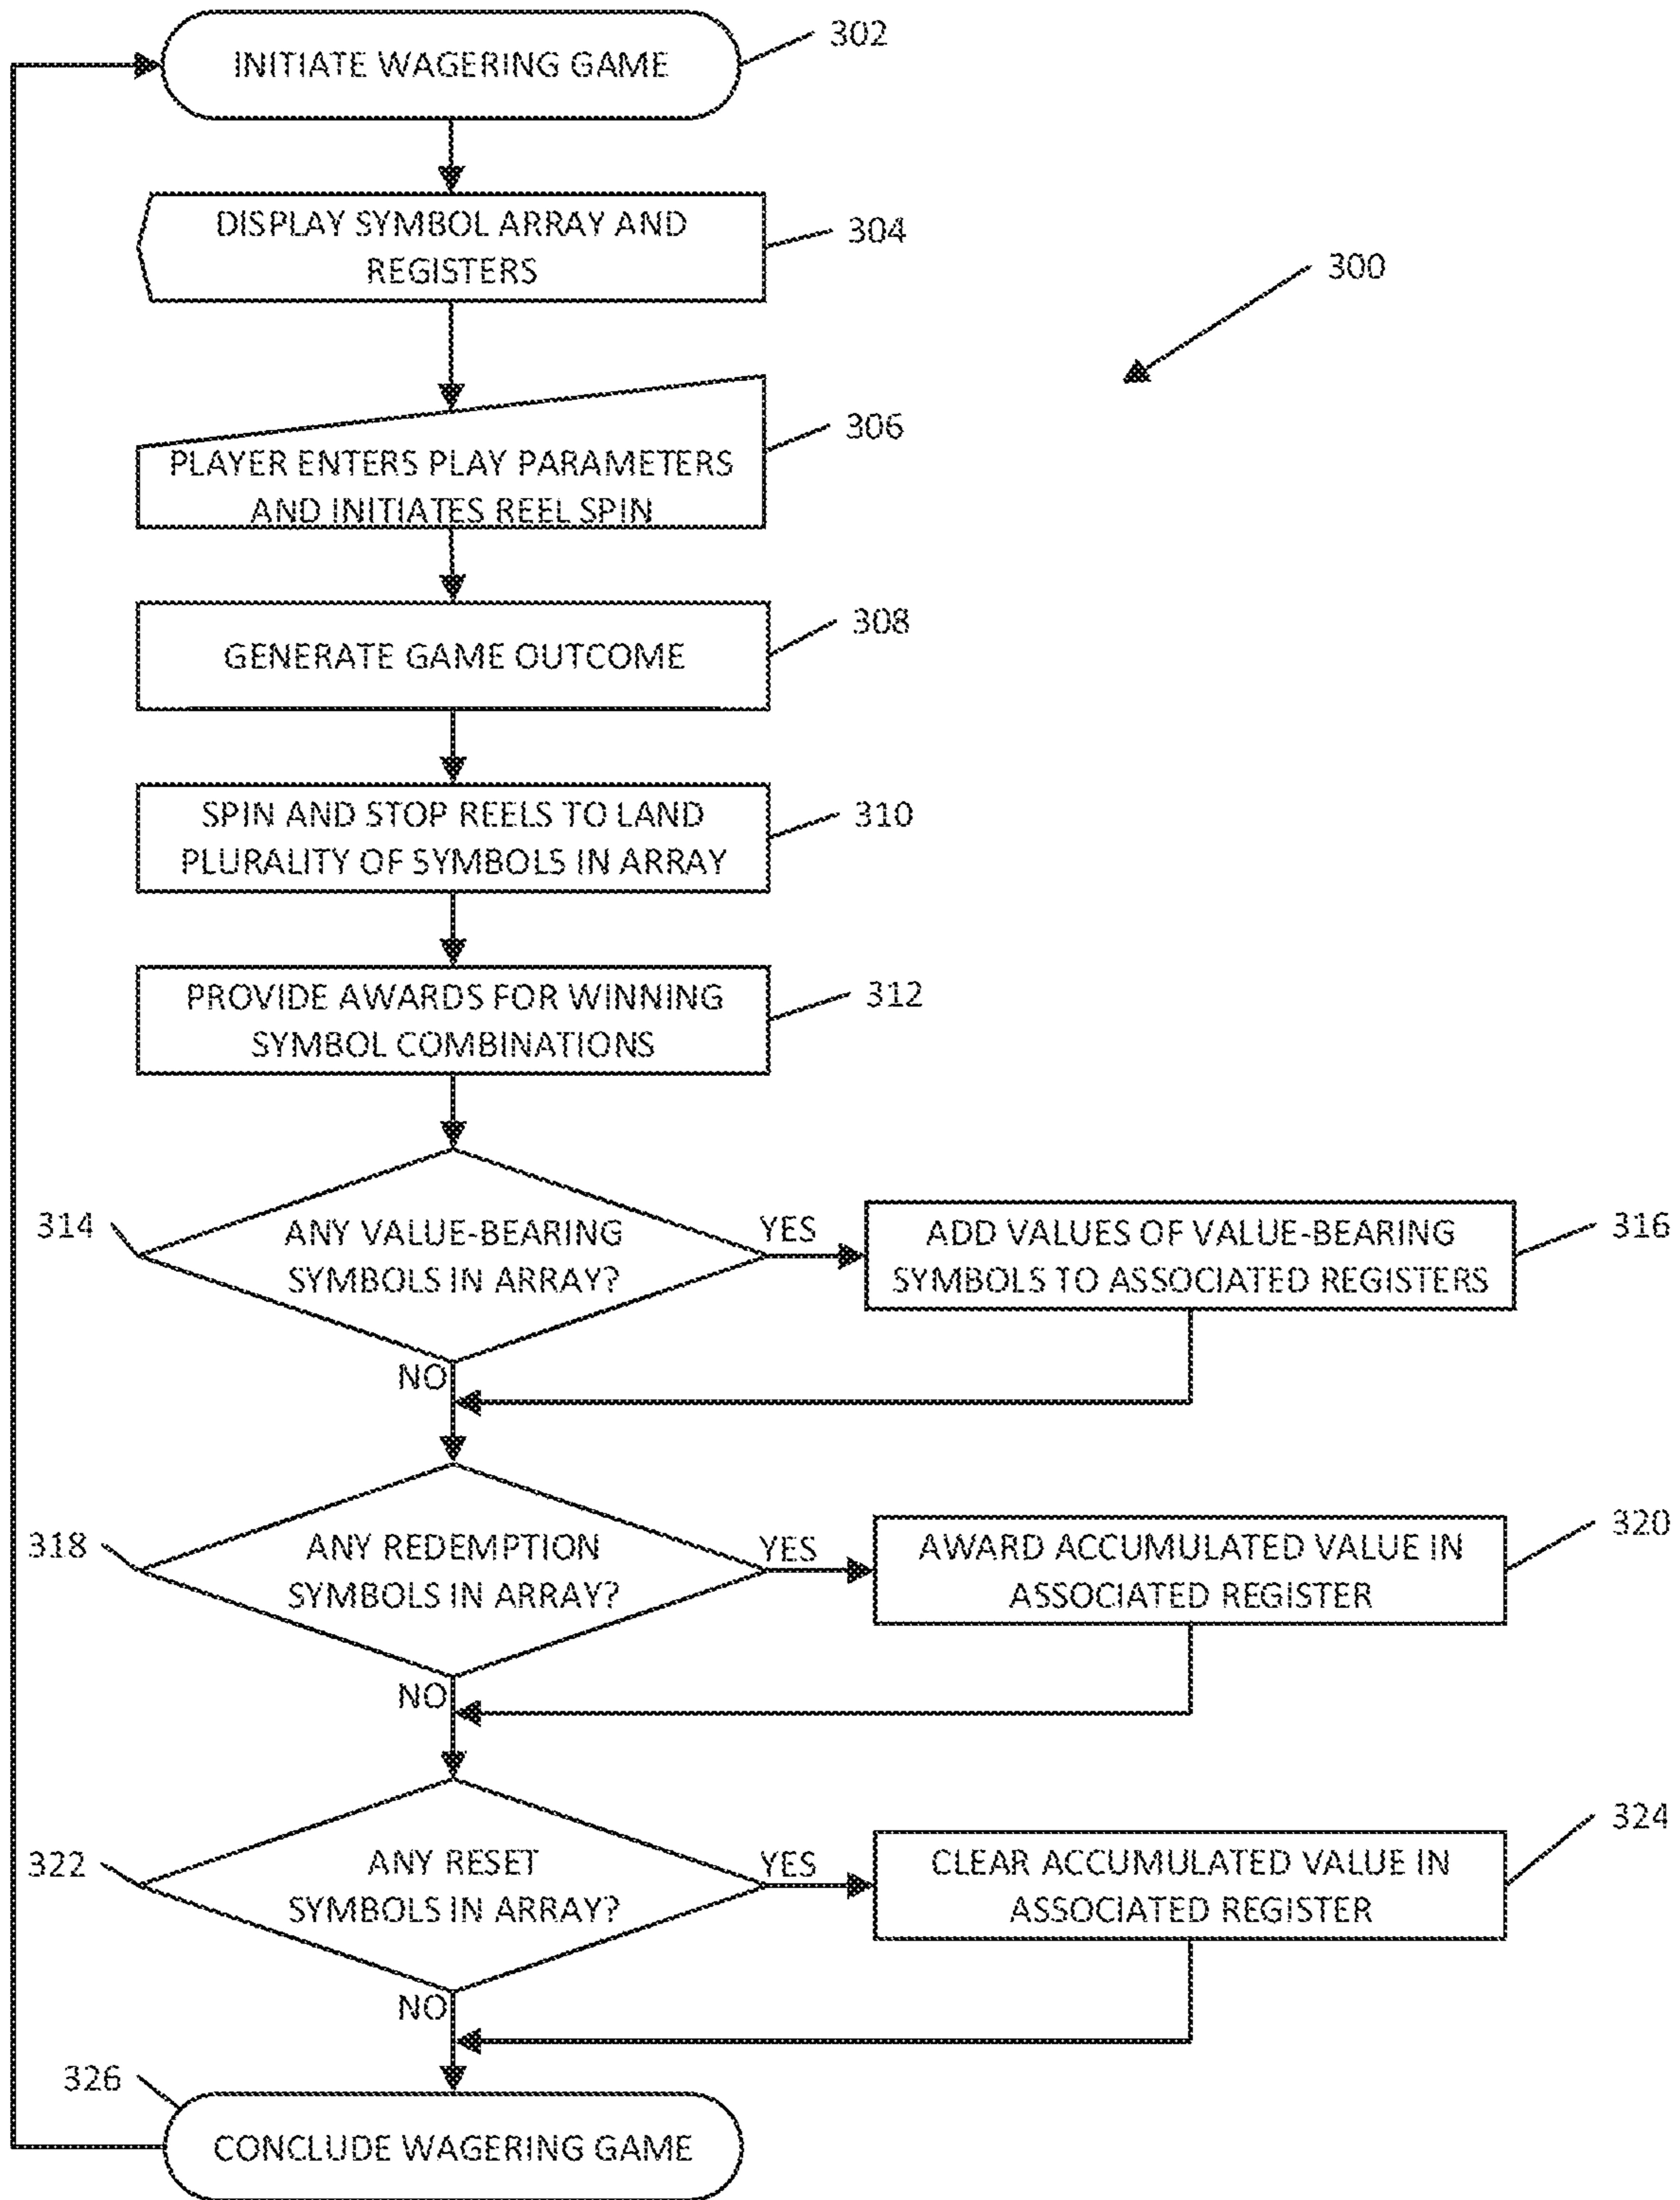 302
INITIATE WAGERING GAME
DISPLAY SYMBOL ARRAY AND
REGISTERS
304
300
306
PLAYER ENTERS PLAY PARAMETERS
AND INITIATES REEL SPIN
308
GENERATE GAME OUTCOME
SPIN AND STOP REELS TO LAND
PLURALITY OF SYMBOLS IN ARRAY
310
PROVIDE AWARDS FOR WINNING
SYMBOL COMBINATIONS
312
314
ANY VALUE-BEARING
SYMBOLS IN ARRAY?
YES
ADD VALUES OF VALUE-BEARING
SYMBOLS TO ASSOCIATED REGISTERS
316
NO
318
ANY REDEMPTION
SYMBOLS IN ARRAY?
YES
AWARD ACCUMULATED VALUE IN
ASSOCIATED REGISTER
320
NO
322
ANY RESET
SYMBOLS IN ARRAY?
YES
CLEAR ACCUMULATED VALUE IN
ASSOCIATED REGISTER
324
NO
326
CONCLUDE WAGERING GAME